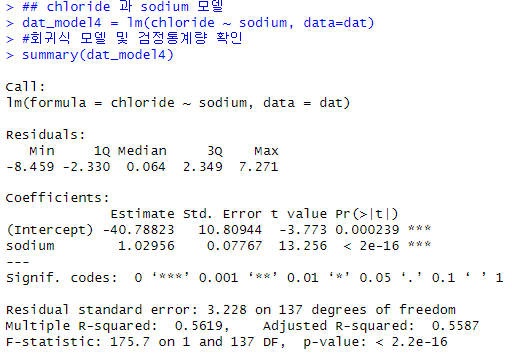 > ## chloride 과 sodium 모델
> dat_model4 = lm(chloride ~ sodium, data=dat)
> #회귀식 모델 및 검정통계량 확인
> summary(dat_model4)

Call:
lm(formula = chloride ~ sodium, data = dat)

Residuals:
   Min     1Q Median     3Q    Max
-8.459 -2.330  0.064  2.349  7.271

Coefficients:
             Estimate Std. Error t value Pr(>|t|)
(Intercept) -40.78823   10.80944  -3.773 0.000239 ***
sodium        1.02956    0.07767  13.256  < 2e-16 ***
---
Signif. codes:  0 ‘***’ 0.001 ‘**’ 0.01 ‘*’ 0.05 ‘.’ 0.1 ‘ ’ 1

Residual standard error: 3.228 on 137 degrees of freedom
Multiple R-squared:  0.5619,    Adjusted R-squared:  0.5587
F-statistic: 175.7 on 1 and 137 DF,  p-value: < 2.2e-16